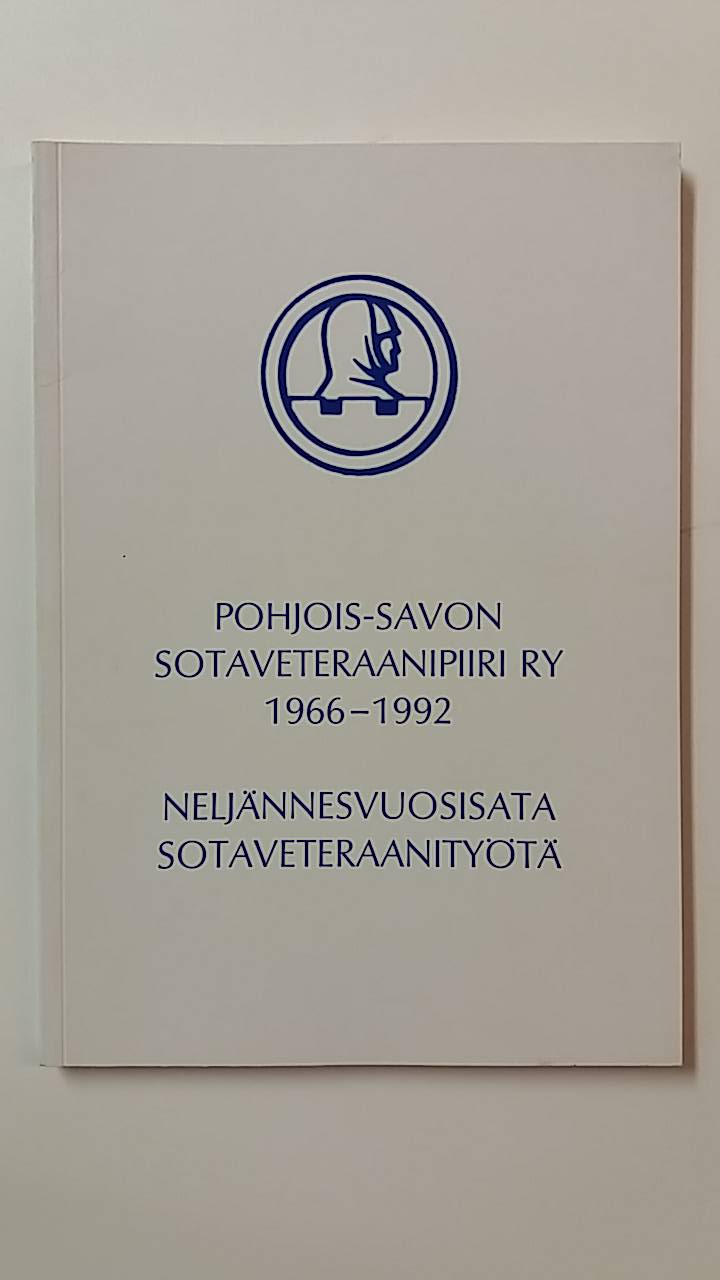 POHJOIS-SAVON
SOTAVETERAANIPIIRI RY
1966–1992
NELJÄNNESVUOSISATA
SOTAVETERAANITYÖTÄ